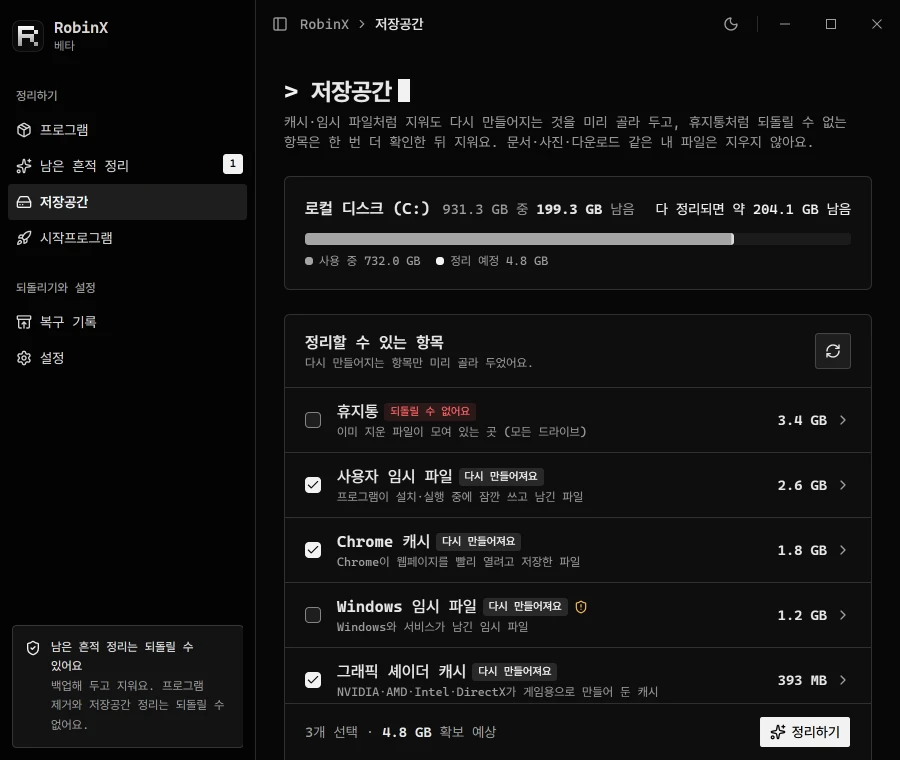 RobinX
베타
정리하기
프로그램
남은 흔적 정리
1
저장공간
시작프로그램
되돌리기와 설정
복구 기록
설정
남은 흔적 정리는 되돌릴 수
있어요
백업해 두고 지워요. 프로그램
제거와 저장공간 정리는 되돌릴 수
없어요.
RobinX > 저장공간
> 저장공간
캐시·임시 파일처럼 지워도 다시 만들어지는 것을 미리 골라 두고, 휴지통처럼 되돌릴 수 없는
항목은 한 번 더 확인한 뒤 지워요. 문서·사진·다운로드 같은 내 파일은 지우지 않아요.
로컬 디스크 (C:) 931.3 GB 중 199.3 GB 남음 다 정리되면 약 204.1 GB 남음
사용 중 732.0 GB 정리 예정 4.8 GB
정리할 수 있는 항목
다시 만들어지는 항목만 미리 골라 두었어요.
휴지통 되돌릴 수 없어요
이미 지운 파일이 모여 있는 곳 (모든 드라이브)
3.4 GB
사용자 임시 파일 다시 만들어져요
프로그램이 설치·실행 중에 잠깐 쓰고 남긴 파일
2.6 GB
Chrome 캐시 다시 만들어져요
Chrome이 웹페이지를 빨리 열려고 저장한 파일
1.8 GB
Windows 임시 파일 다시 만들어져요
Windows와 서비스가 남긴 임시 파일
1.2 GB
그래픽 셰이더 캐시 다시 만들어져요
NVIDIA·AMD·Intel·DirectX가 게임용으로 만들어 둔 캐시
393 MB
3개 선택 · 4.8 GB 확보 예상
정리하기